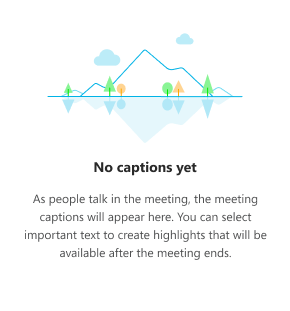 No captions yet
As people talk in the meeting, the meeting
captions will appear here. You can select
important text to create highlights that will be
available after the meeting ends.